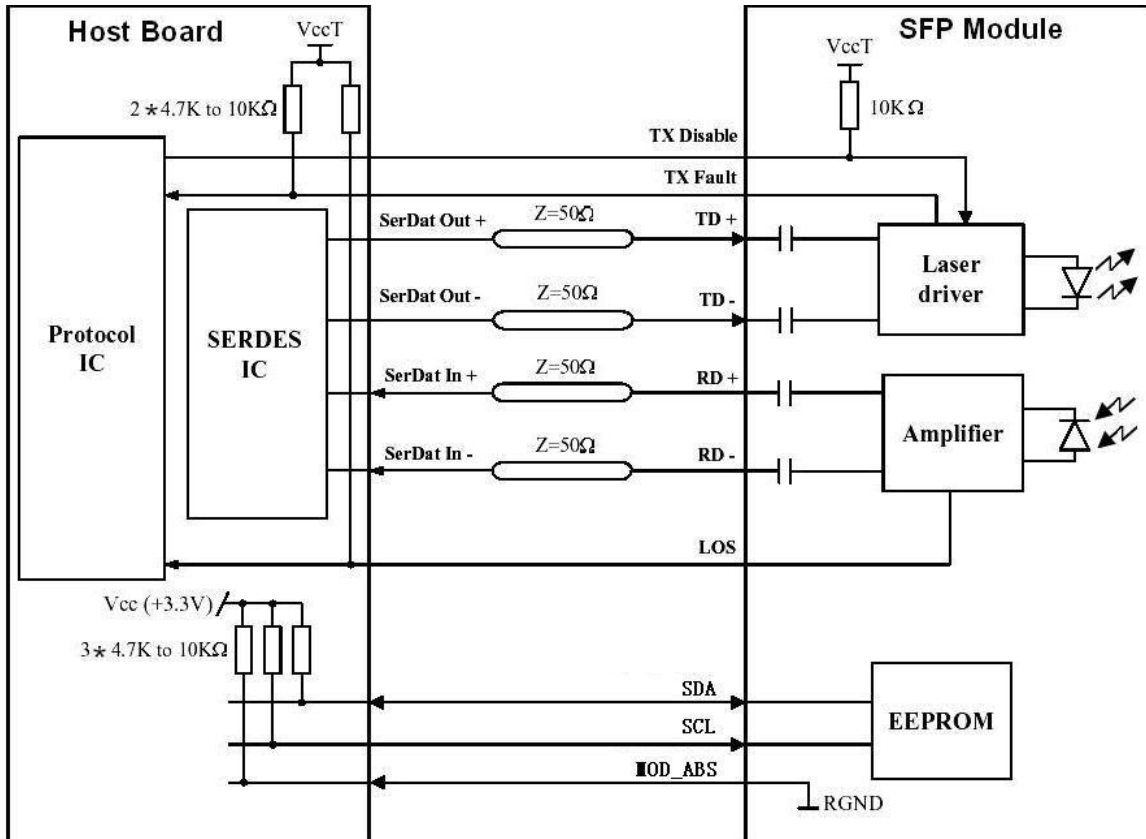 Host Board
SFP Module
VccT
VccT
2*4.7K to 10KΩ
10KΩ
TX Disable
TX Fault
SerDat Out +
Z=50Ω
TD +
Laser
driver
SerDat Out -
Z=50Ω
TD -
Protocol
IC
SERDES
IC
SerDat In +
Z=50Ω
RD +
Amplifier
SerDat In -
Z=50Ω
RD -
LOS
Vcc (+3.3V)
3*4.7K to 10KΩ
SDA
SCL
EEPROM
MOD_ABS
RGND